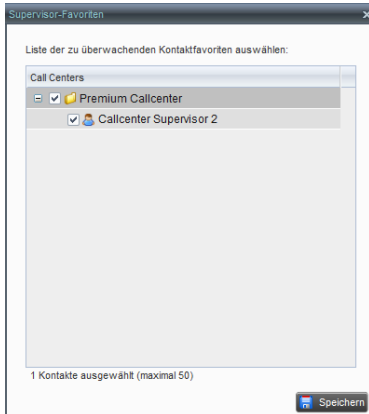 Supervisor-Favoriten
Liste der zu überwachenden Kontaktfavoriten auswählen:
Call Centers
Premium Callcenter
Callcenter Supervisor 2
1 Kontakte ausgewählt (maximal 50)
Speichern